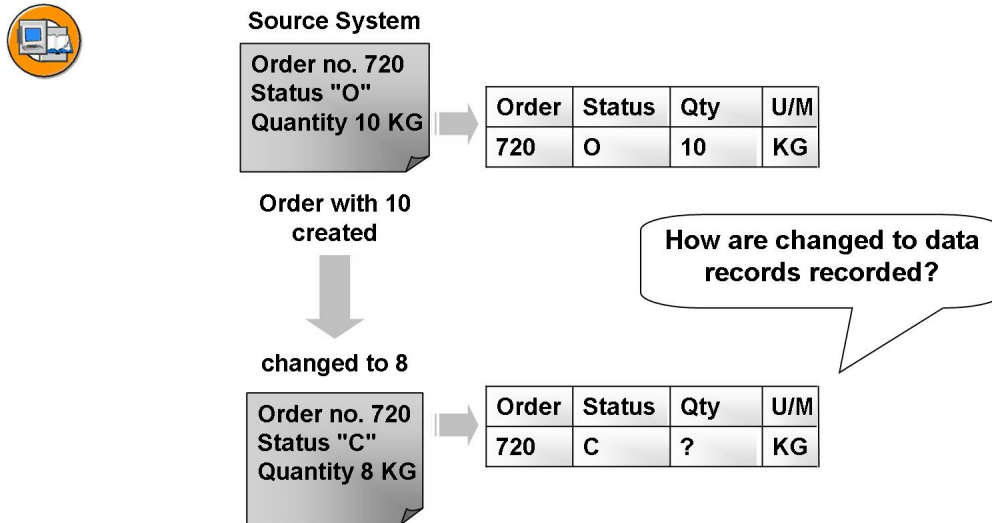 Source System
Order no. 720
Status "O"
Quantity 10 KG
Order Status Qty U/M
720 O 10 KG
Order with 10
created
How are changed to data
records recorded?
changed to 8
Order no. 720
Status "C"
Quantity 8 KG
Order Status Qty U/M
720 C ? KG